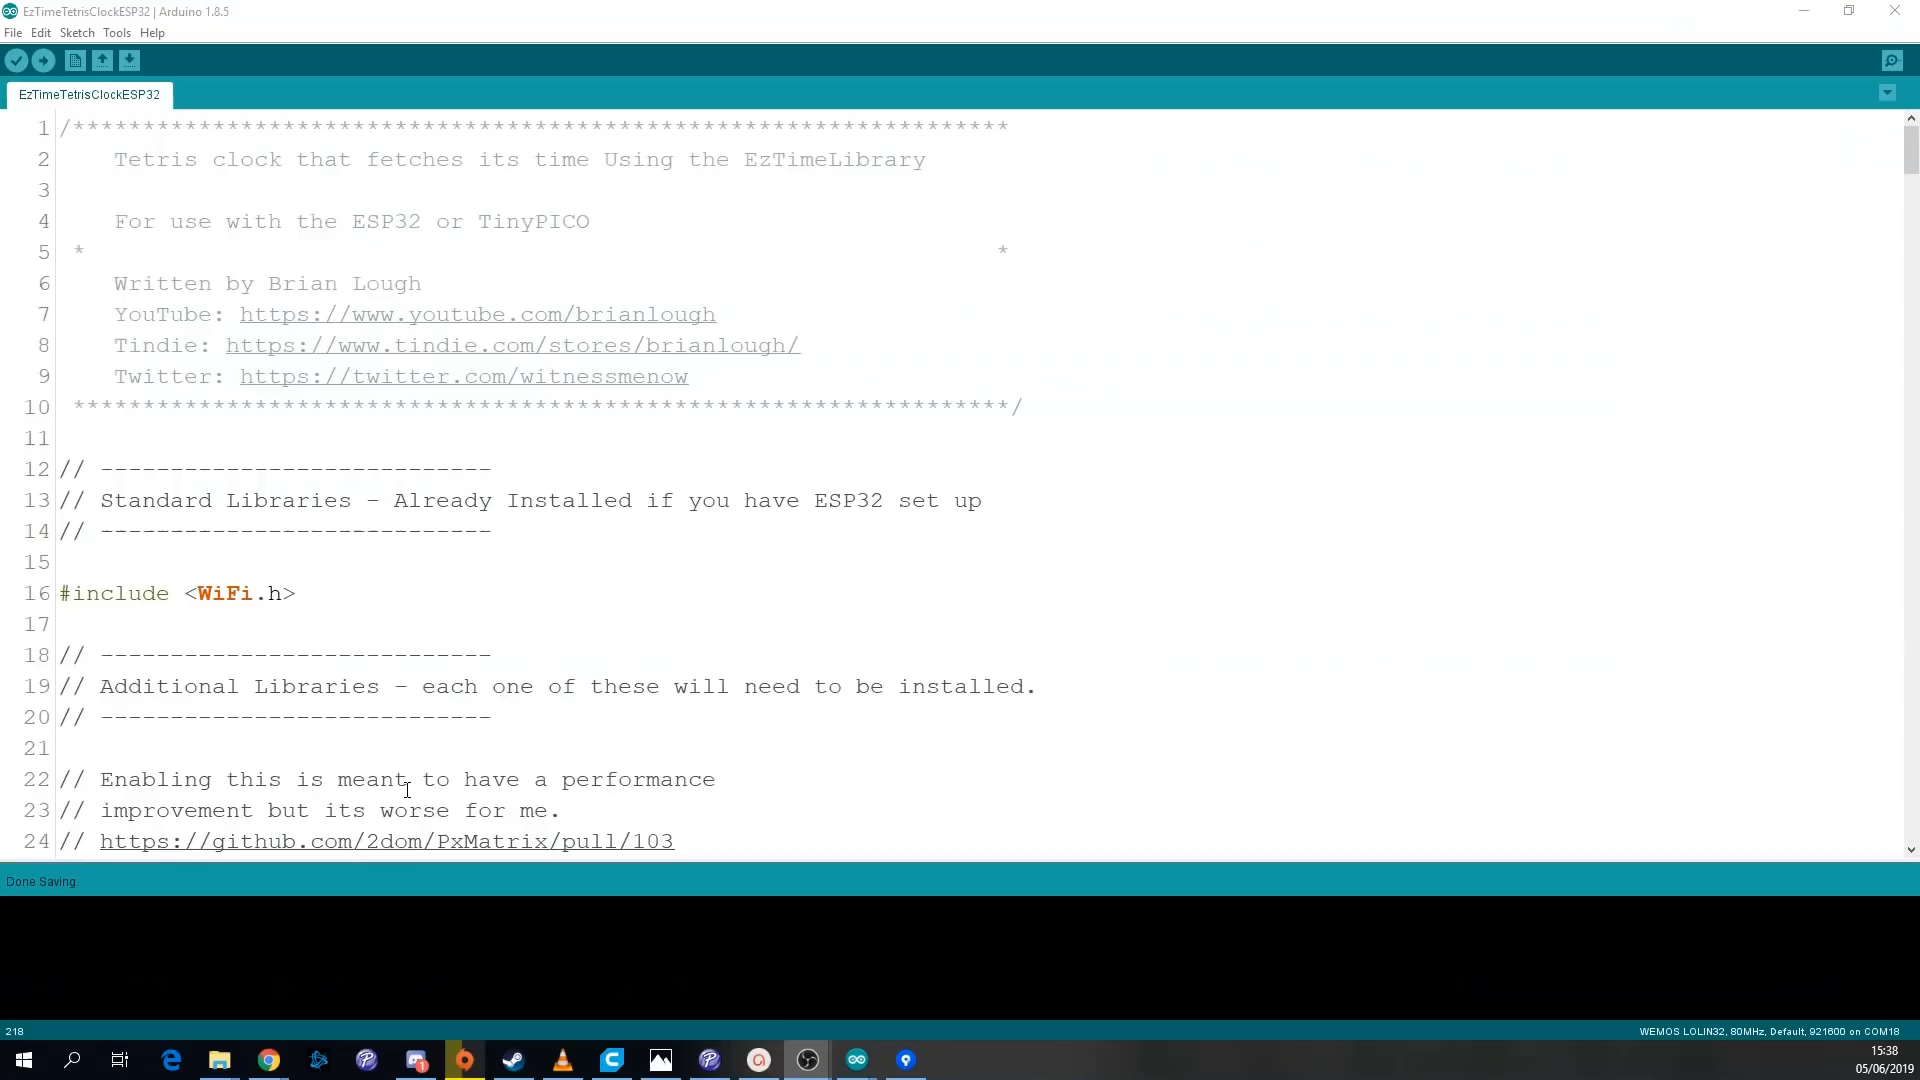 EzTimeTetrisClockESP32 | Arduino 1.8.5
File Edit Sketch Tools Help
EzTimeTetrisClockESP32
1 /*******************************************************************
2     Tetris clock that fetches its time Using the EzTimeLibrary
3
4     For use with the ESP32 or TinyPICO
5  *                                                                  *
6     Written by Brian Lough
7     YouTube: https://www.youtube.com/brianlough
8     Tindie: https://www.tindie.com/stores/brianlough/
9     Twitter: https://twitter.com/witnessmenow
10  *******************************************************************/
11
12 // ----------------------------
13 // Standard Libraries - Already Installed if you have ESP32 set up
14 // ----------------------------
15
16 #include <WiFi.h>
17
18 // ----------------------------
19 // Additional Libraries - each one of these will need to be installed.
20 // ----------------------------
21
22 // Enabling this is meant to have a performance
23 // improvement but its worse for me.
24 // https://github.com/2dom/PxMatrix/pull/103
Done Saving.
218
WEMOS LOLIN32, 80MHz, Default, 921600 on COM18
15:38
05/06/2019